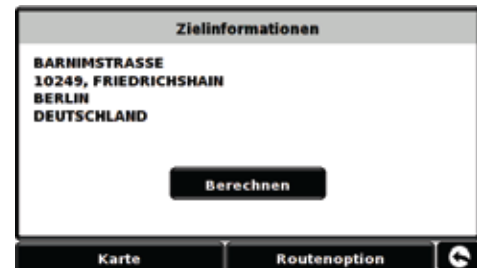 Zielinformationen
BARNIMSTRASSE
10249, FRIEDRICHSHAIN
BERLIN
DEUTSCHLAND
Berechnen
Karte Routenoption